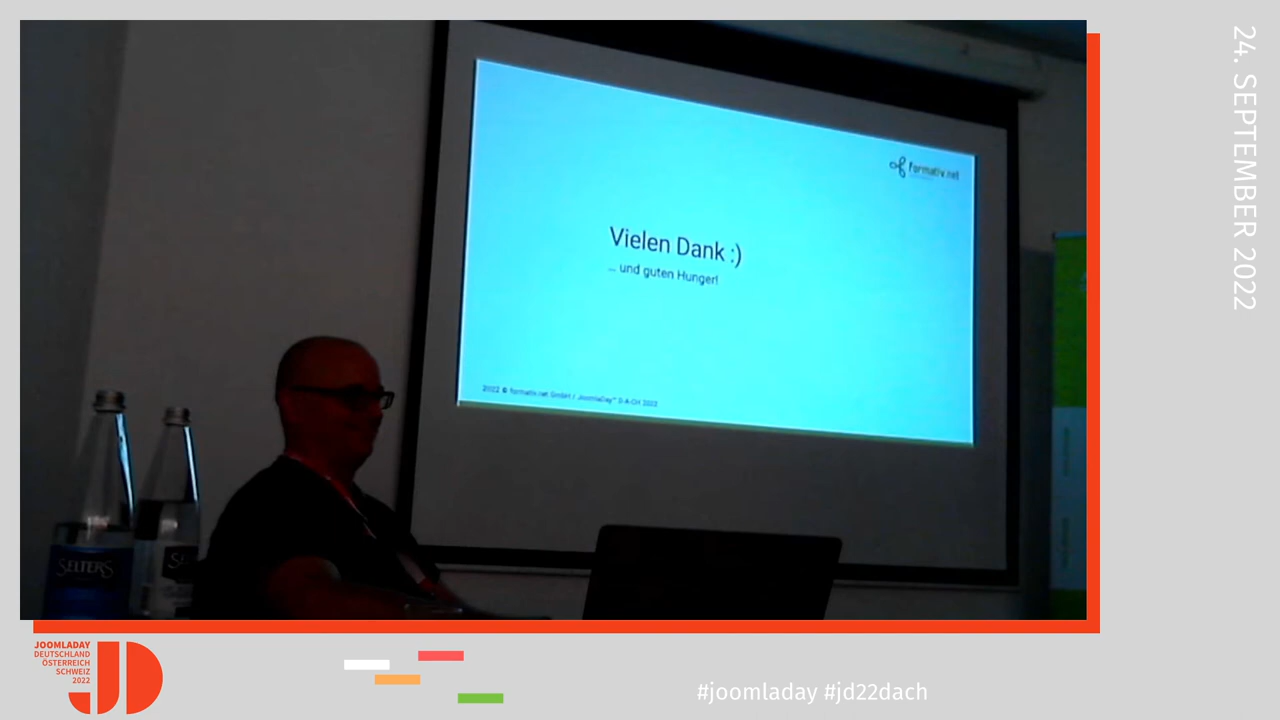 24. SEPTEMBER 2022
formativ.net
Vielen Dank :)
... und guten Hunger!
2022 © formativ.net GmbH / JoomlaDay™ D-A-CH 2022
SELTERS
JOOMLADAY
DEUTSCHLAND
ÖSTERREICH
SCHWEIZ
2022
JD
#joomladay #jd22dach